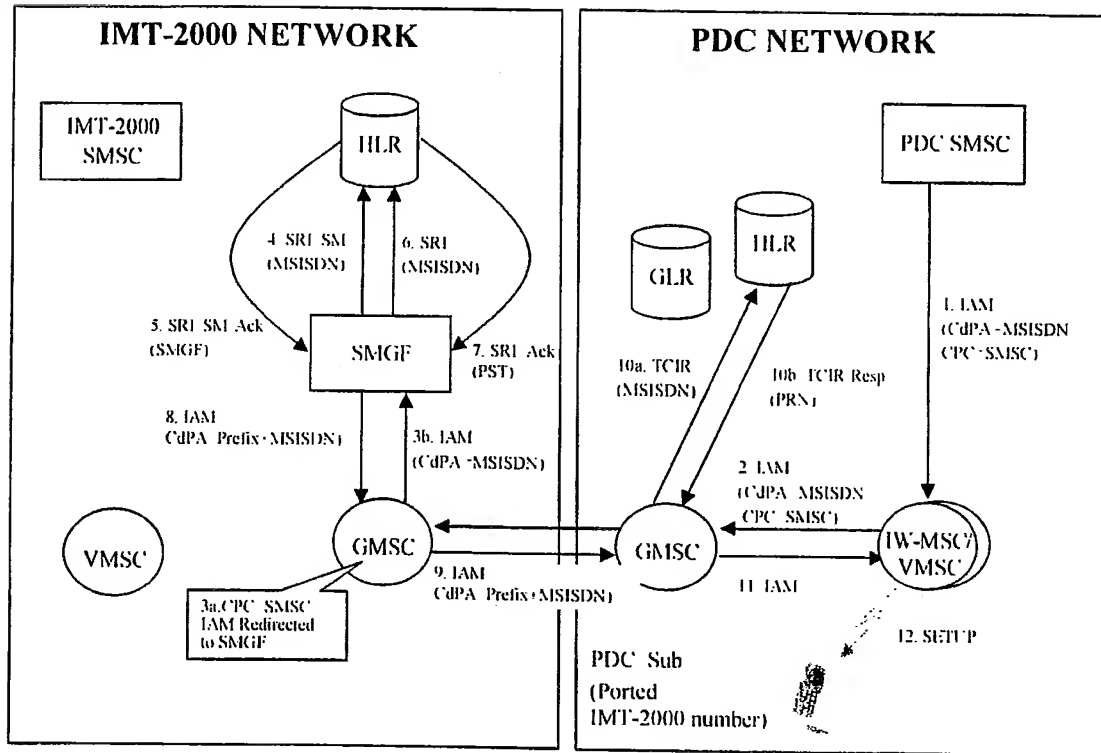 IMT-2000 NETWORK
PDC NETWORK
IMT-2000
SMSC
HLR
PDC SMSC
4. SRI SM
(MSISDN)
6. SRI
(MSISDN)
HLR
GLR
1. IAM
(CdPA=MSISDN
CPC=SMSC)
5. SRI SM Ack
(SMGF)
SMGF
7. SRI Ack
(PST)
10a. TCIR
(MSISDN)
10b. TCIR Resp
(PRN)
8. IAM
CdPA Prefix+MSISDN)
3b. IAM
(CdPA=MSISDN)
2. IAM
(CdPA MSISDN
CPC SMSC)
VMSC
GMSC
GMSC
IW-MSC/
VMSC
9. IAM
CdPA Prefix+MSISDN)
11. IAM
3a. CPC SMSC
IAM Redirected
to SMGF
12. SETUP
PDC Sub
(Ported
IMT-2000 number)